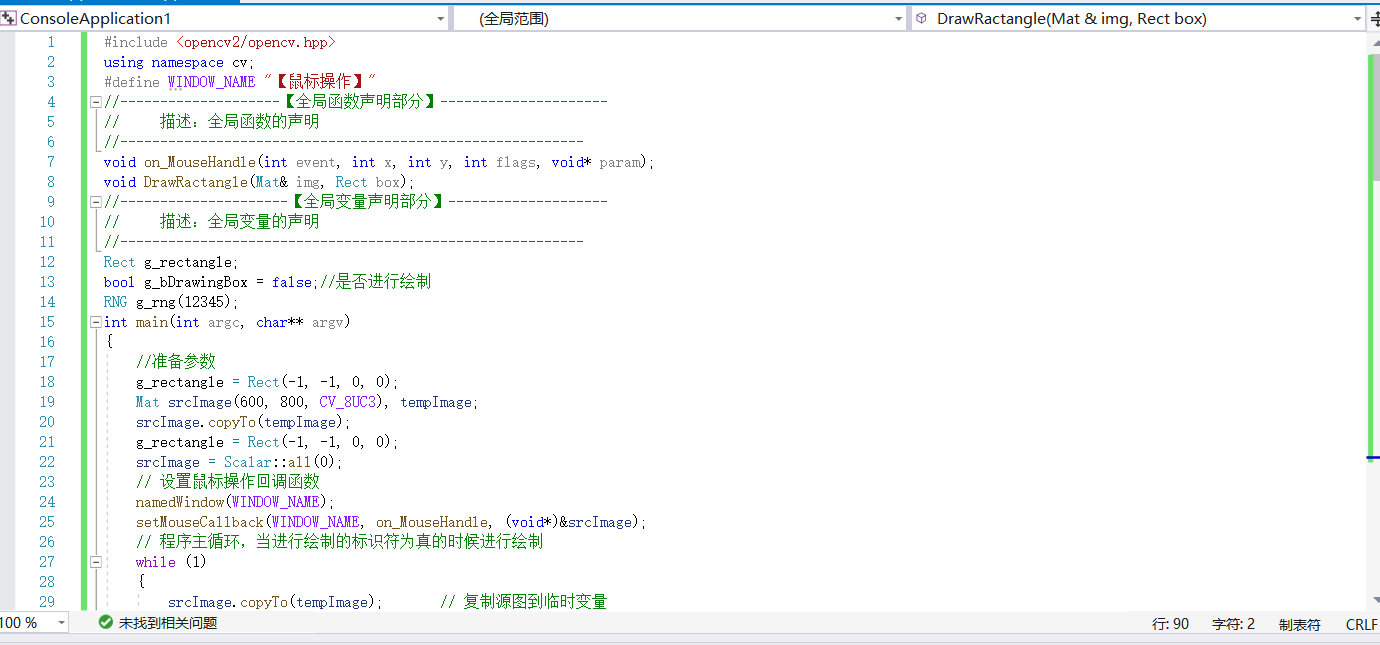 ConsoleApplication1 (全局范围) DrawRactangle(Mat & img, Rect box)
1 #include <opencv2/opencv.hpp>
2 using namespace cv;
3 #define WINDOW_NAME "【鼠标操作】"
4 //--------------------【全局函数声明部分】---------------------
5 //     描述：全局函数的声明
6 //----------------------------------------------------------
7 void on_MouseHandle(int event, int x, int y, int flags, void* param);
8 void DrawRactangle(Mat& img, Rect box);
9 //---------------------【全局变量声明部分】--------------------
10 //     描述：全局变量的声明
11 //----------------------------------------------------------
12 Rect g_rectangle;
13 bool g_bDrawingBox = false;//是否进行绘制
14 RNG g_rng(12345);
15 int main(int argc, char** argv)
16 {
17     //准备参数
18     g_rectangle = Rect(-1, -1, 0, 0);
19     Mat srcImage(600, 800, CV_8UC3), tempImage;
20     srcImage.copyTo(tempImage);
21     g_rectangle = Rect(-1, -1, 0, 0);
22     srcImage = Scalar::all(0);
23     // 设置鼠标操作回调函数
24     namedWindow(WINDOW_NAME);
25     setMouseCallback(WINDOW_NAME, on_MouseHandle, (void*)&srcImage);
26     // 程序主循环，当进行绘制的标识符为真的时候进行绘制
27     while (1)
28     {
29         srcImage.copyTo(tempImage);       // 复制源图到临时变量
100 % 未找到相关问题 行: 90 字符: 2 制表符 CRLF